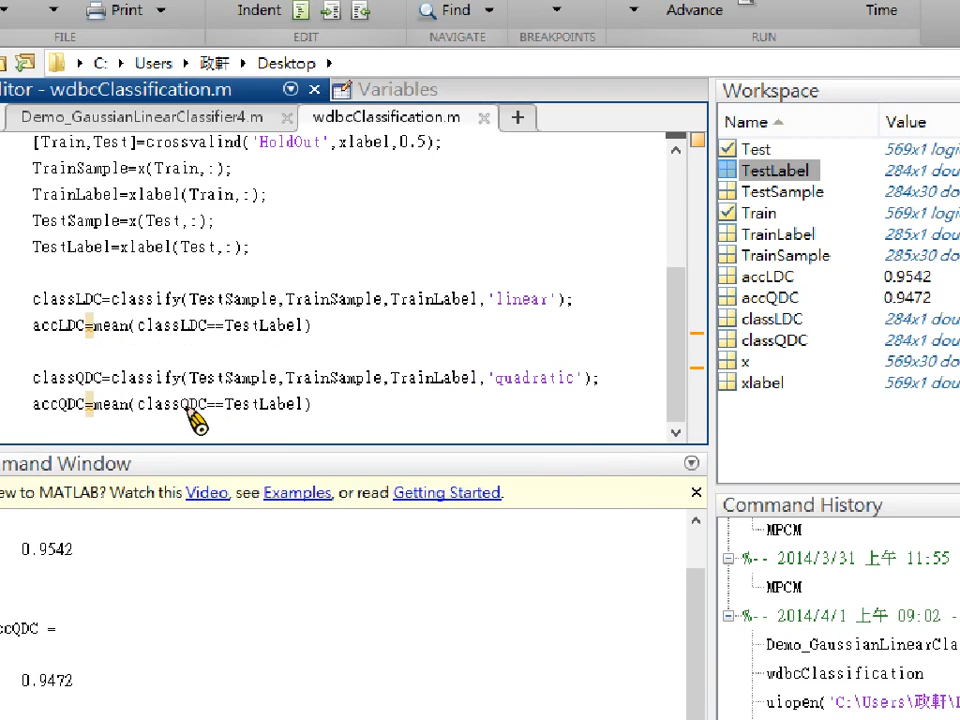 Print
Indent
Find
Advance
Time
FILE
EDIT
NAVIGATE
BREAKPOINTS
RUN
C: Users 政軒 Desktop
itor - wdbcClassification.m
Variables
Demo_GaussianLinearClassifier4.m
wdbcClassification.m
+
[Train,Test]=crossvalind('HoldOut',xlabel,0.5);
TrainSample=x(Train,:);
TrainLabel=xlabel(Train,:);
TestSample=x(Test,:);
TestLabel=xlabel(Test,:);
classLDC=classify(TestSample,TrainSample,TrainLabel,'linear');
accLDC=mean(classLDC==TestLabel)
classQDC=classify(TestSample,TrainSample,TrainLabel,'quadratic');
accQDC=mean(classQDC==TestLabel)
mand Window
ew to MATLAB? Watch this Video, see Examples, or read Getting Started.
0.9542
ccQDC =
0.9472
Workspace
Name Value
Test 569x1 logi
TestLabel 284x1 dou
TestSample 284x30 do
Train 569x1 logi
TrainLabel 285x1 dou
TrainSample 285x30 do
accLDC 0.9542
accQDC 0.9472
classLDC 284x1 dou
classQDC 284x1 dou
x 569x30 do
xlabel 569x1 dou
Command History
MPCM
%-- 2014/3/31 上午 11:55
MPCM
%-- 2014/4/1 上午 09:02 -
Demo_GaussianLinearCla
wdbcClassification
uiopen('C:\Users\政軒\D